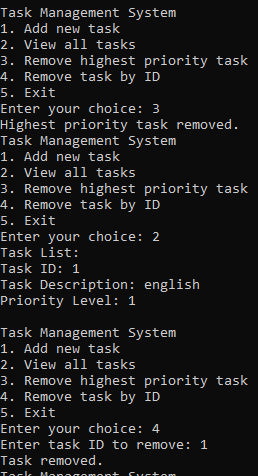 Task Management System
1. Add new task
2. View all tasks
3. Remove highest priority task
4. Remove task by ID
5. Exit
Enter your choice: 3
Highest priority task removed.
Task Management System
1. Add new task
2. View all tasks
3. Remove highest priority task
4. Remove task by ID
5. Exit
Enter your choice: 2
Task List:
Task ID: 1
Task Description: english
Priority Level: 1

Task Management System
1. Add new task
2. View all tasks
3. Remove highest priority task
4. Remove task by ID
5. Exit
Enter your choice: 4
Enter task ID to remove: 1
Task removed.
Task Management System